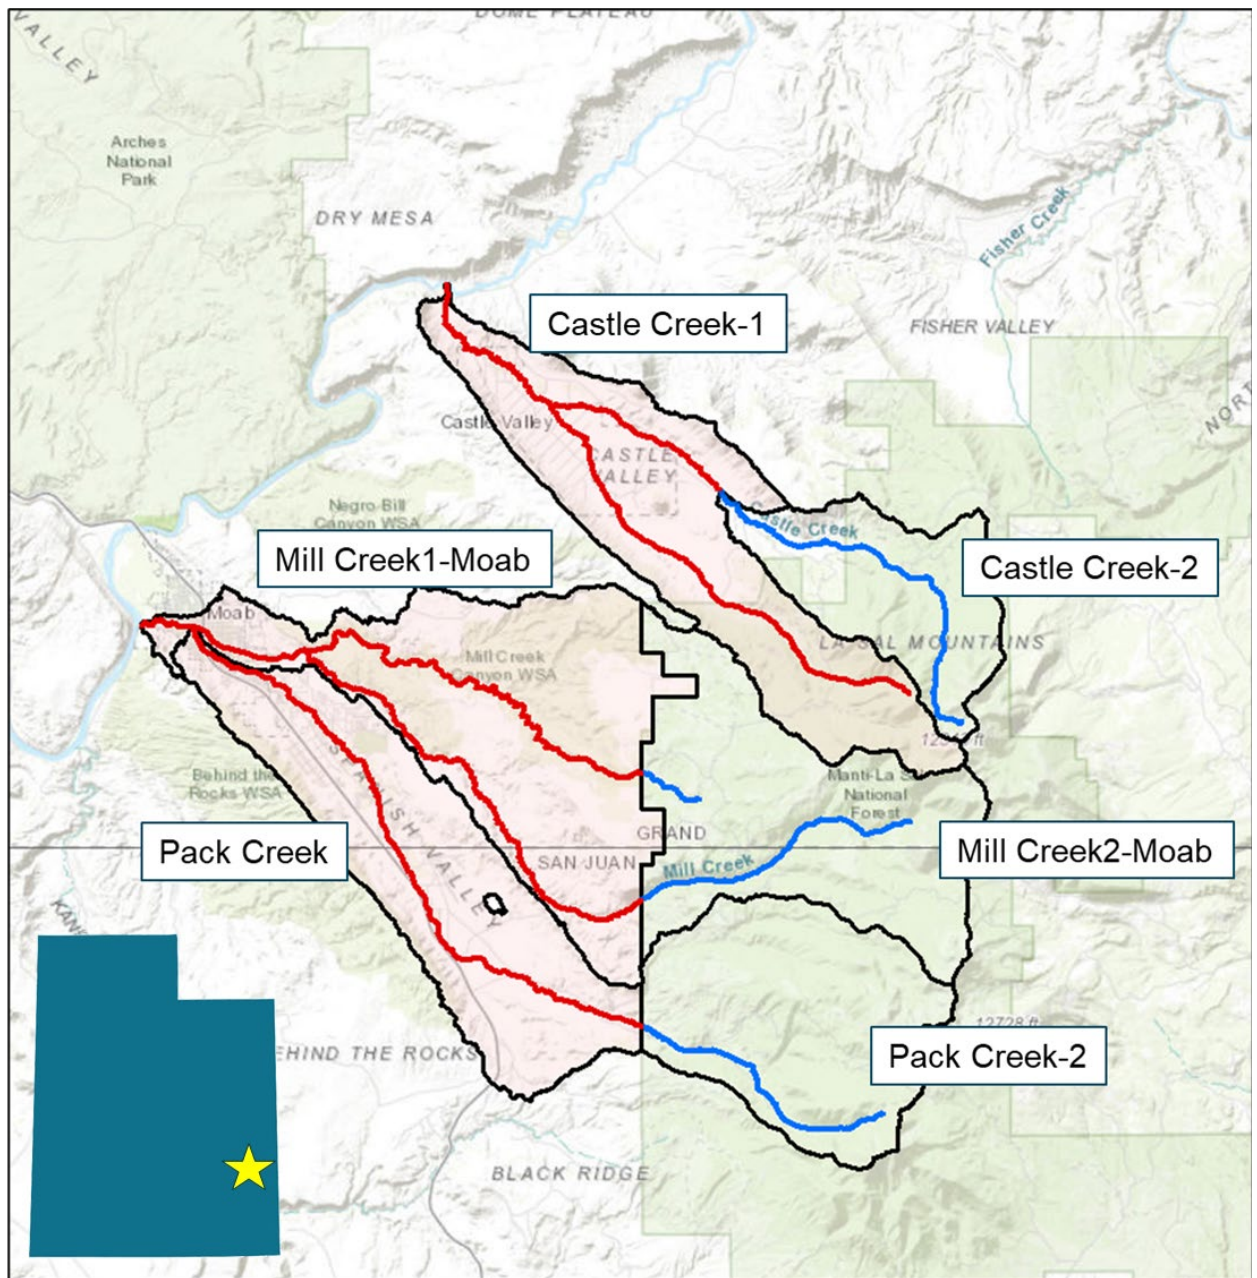 DOME PLATEAU
VALLEY
Arches
National
Park
DRY MESA
Fisher Creek
Castle Creek-1
FISHER VALLEY
Castle Valley
CASTLE
VALLEY
Negro Bill
Canyon WSA
Castle Creek
Mill Creek1-Moab
Castle Creek-2
Moab
LA SAL MOUNTAINS
Mill Creek
Canyon WSA
Behind the
Rocks WSA
Manti-La Sal
National
Forest
GRAND
Pack Creek
SAN JUAN
Mill Creek
Mill Creek2-Moab
SPANISH VALLEY
12728 ft
BEHIND THE ROCKS
Pack Creek-2
BLACK RIDGE